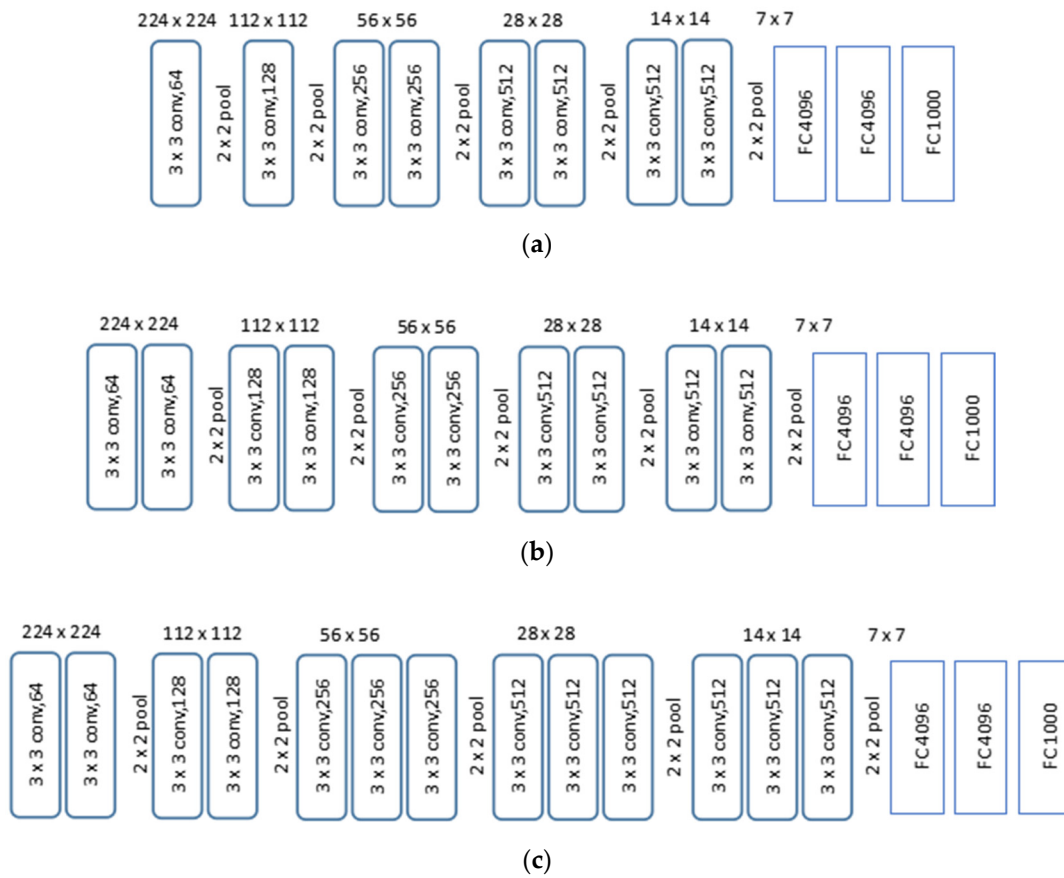 224 x 224 112 x 112 56 x 56 28 x 28 14 x 14 7 x 7
3 x 3 conv,64
2 x 2 pool
3 x 3 conv,128
2 x 2 pool
3 x 3 conv,256
3 x 3 conv,256
2 x 2 pool
3 x 3 conv,512
3 x 3 conv,512
2 x 2 pool
3 x 3 conv,512
3 x 3 conv,512
2 x 2 pool
FC4096
FC4096
FC1000
(a)
224 x 224 112 x 112 56 x 56 28 x 28 14 x 14 7 x 7
3 x 3 conv,64
3 x 3 conv,64
2 x 2 pool
3 x 3 conv,128
3 x 3 conv,128
2 x 2 pool
3 x 3 conv,256
3 x 3 conv,256
2 x 2 pool
3 x 3 conv,512
3 x 3 conv,512
2 x 2 pool
3 x 3 conv,512
3 x 3 conv,512
2 x 2 pool
FC4096
FC4096
FC1000
(b)
224 x 224 112 x 112 56 x 56 28 x 28 14 x 14 7 x 7
3 x 3 conv,64
3 x 3 conv,64
2 x 2 pool
3 x 3 conv,128
3 x 3 conv,128
2 x 2 pool
3 x 3 conv,256
3 x 3 conv,256
3 x 3 conv,256
2 x 2 pool
3 x 3 conv,512
3 x 3 conv,512
3 x 3 conv,512
2 x 2 pool
3 x 3 conv,512
3 x 3 conv,512
3 x 3 conv,512
2 x 2 pool
FC4096
FC4096
FC1000
(c)